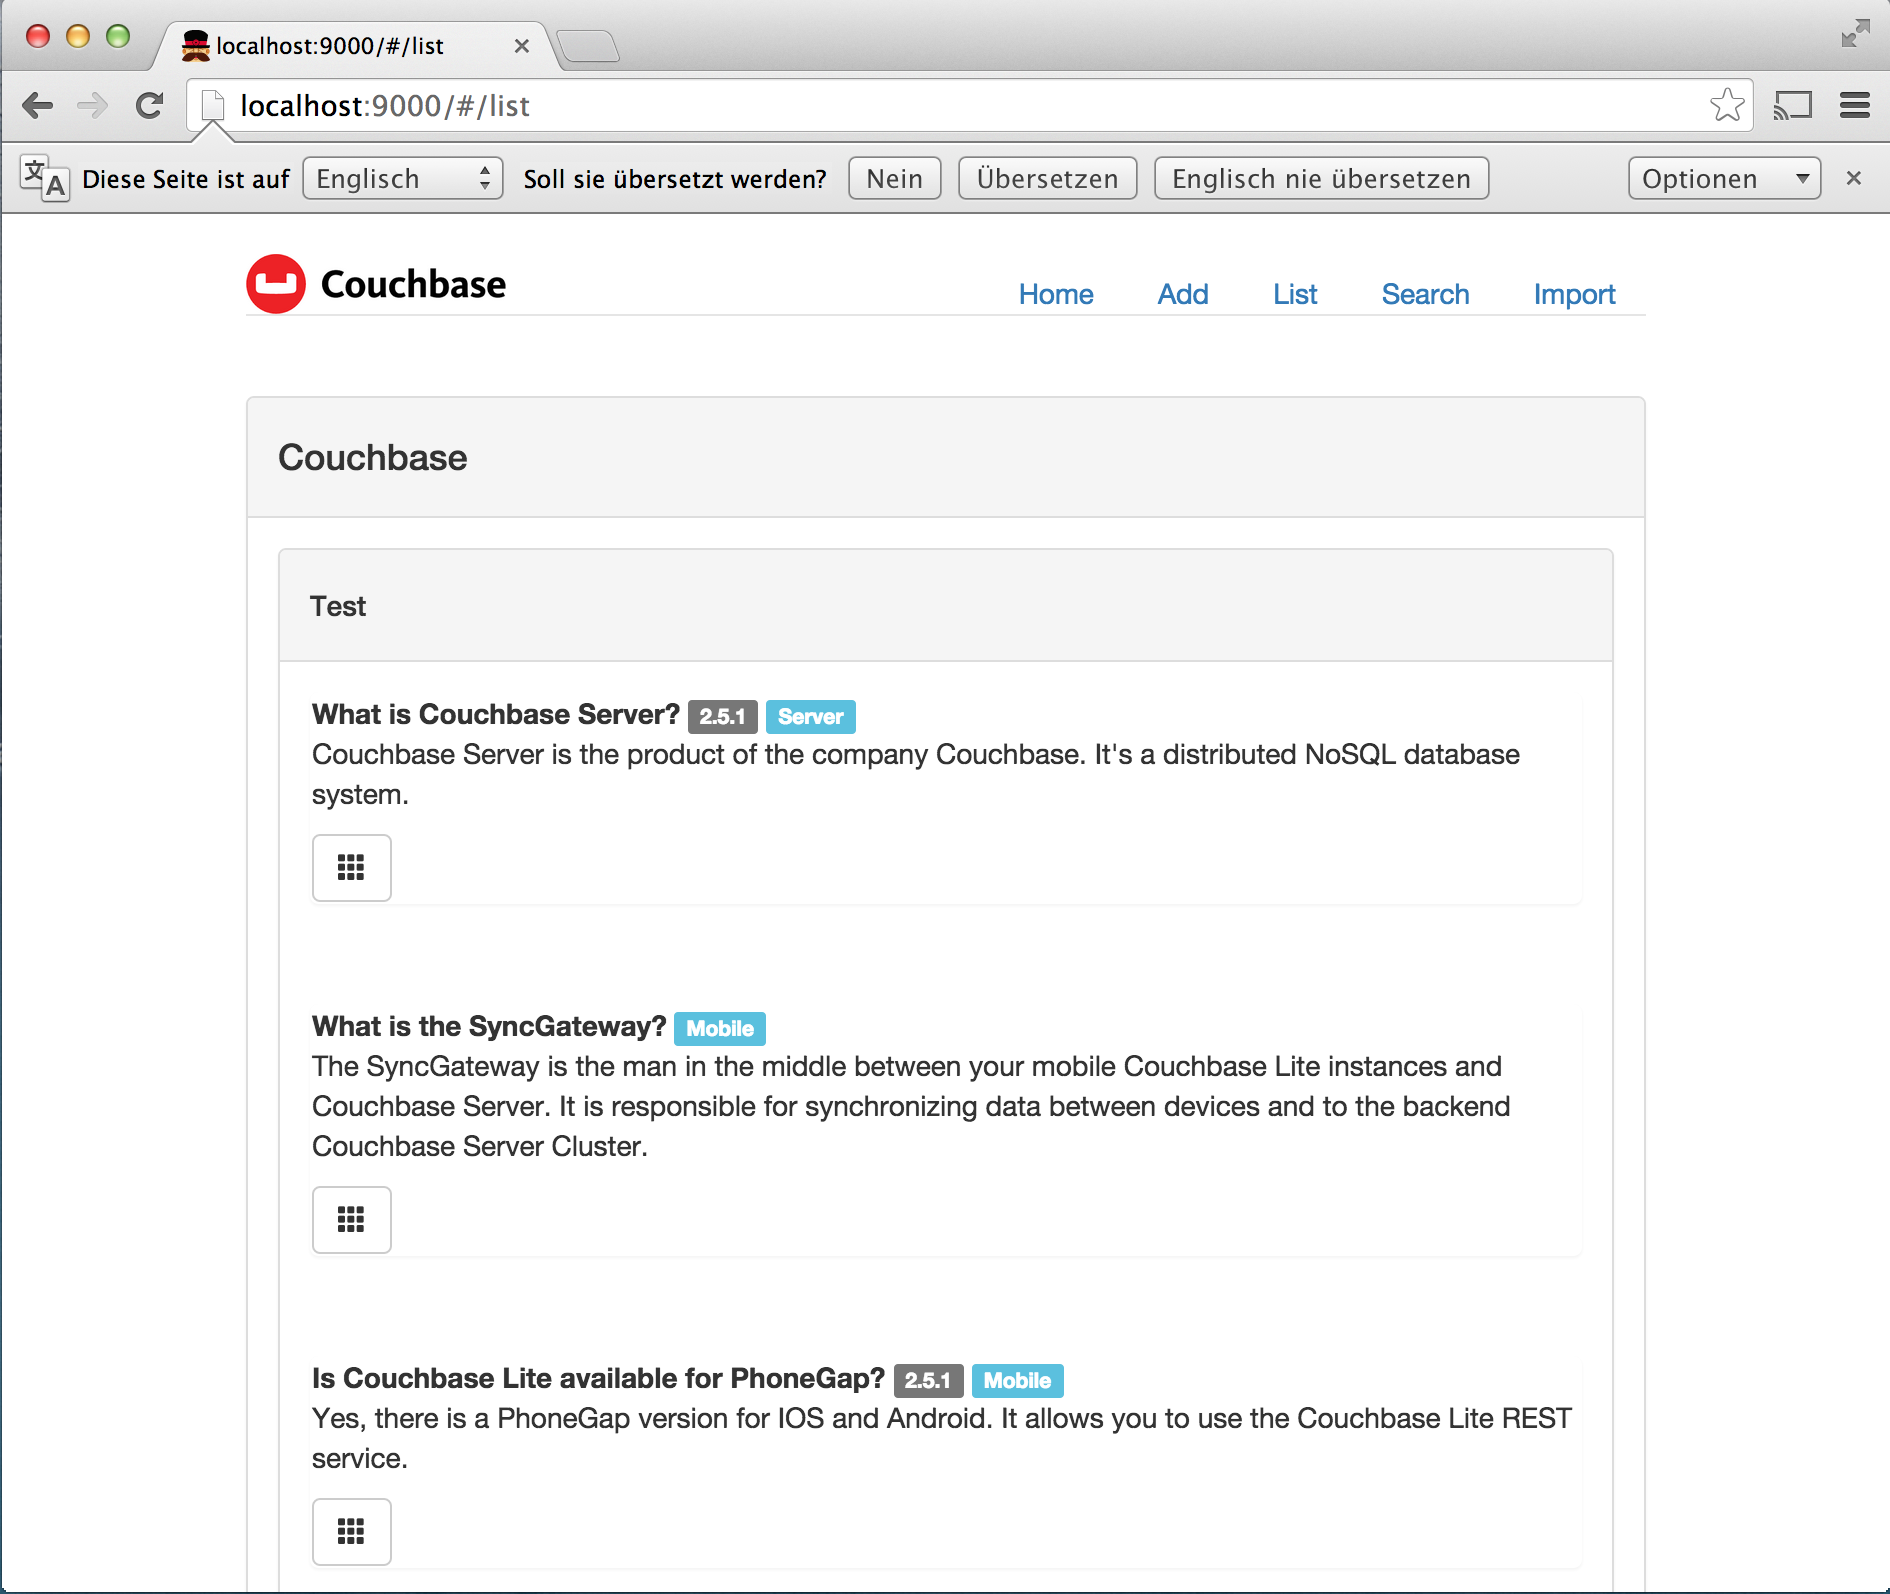 localhost:9000/#/list
localhost:9000/#/list
Diese Seite ist auf Englisch Soll sie übersetzt werden? Nein Übersetzen Englisch nie übersetzen Optionen
Couchbase
Home Add List Search Import
Couchbase
Test
What is Couchbase Server? 2.5.1 Server
Couchbase Server is the product of the company Couchbase. It's a distributed NoSQL database
system.
What is the SyncGateway? Mobile
The SyncGateway is the man in the middle between your mobile Couchbase Lite instances and
Couchbase Server. It is responsible for synchronizing data between devices and to the backend
Couchbase Server Cluster.
Is Couchbase Lite available for PhoneGap? 2.5.1 Mobile
Yes, there is a PhoneGap version for IOS and Android. It allows you to use the Couchbase Lite REST
service.